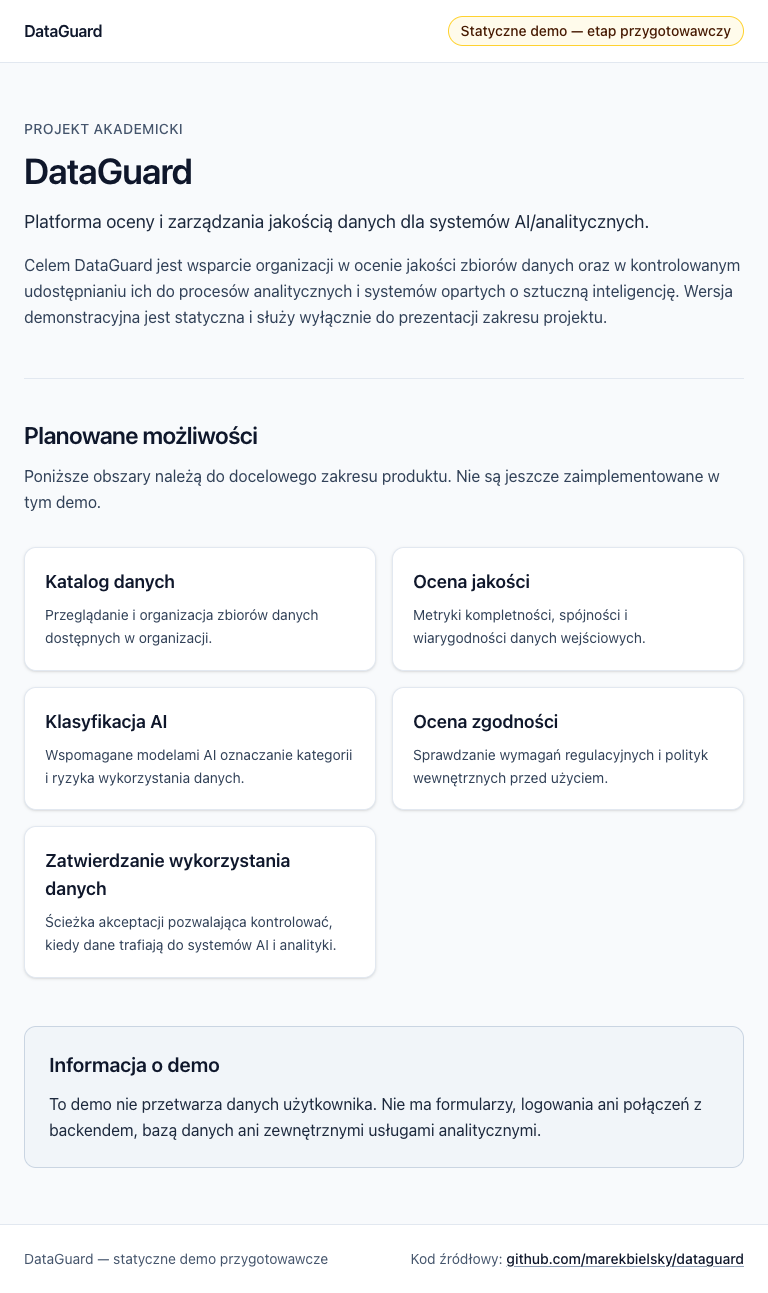 DataGuard
Statyczne demo — etap przygotowawczy
PROJEKT AKADEMICKI
DataGuard
Platforma oceny i zarządzania jakością danych dla systemów AI/analitycznych.
Celem DataGuard jest wsparcie organizacji w ocenie jakości zbiorów danych oraz w kontrolowanym
udostępnianiu ich do procesów analitycznych i systemów opartych o sztuczną inteligencję. Wersja
demonstracyjna jest statyczna i służy wyłącznie do prezentacji zakresu projektu.
Planowane możliwości
Poniższe obszary należą do docelowego zakresu produktu. Nie są jeszcze zaimplementowane w
tym demo.
Katalog danych
Przeglądanie i organizacja zbiorów danych
dostępnych w organizacji.
Ocena jakości
Metryki kompletności, spójności i
wiarygodności danych wejściowych.
Klasyfikacja AI
Wspomagane modelami AI oznaczanie kategorii
i ryzyka wykorzystania danych.
Ocena zgodności
Sprawdzanie wymagań regulacyjnych i polityk
wewnętrznych przed użyciem.
Zatwierdzanie wykorzystania
danych
Ścieżka akceptacji pozwalająca kontrolować,
kiedy dane trafiają do systemów AI i analityki.
Informacja o demo
To demo nie przetwarza danych użytkownika. Nie ma formularzy, logowania ani połączeń z
backendem, bazą danych ani zewnętrznymi usługami analitycznymi.
DataGuard — statyczne demo przygotowawcze
Kod źródłowy: github.com/marekbielsky/dataguard